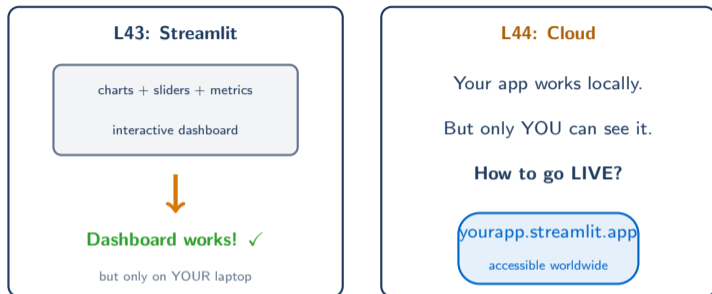 L43: Streamlit
charts + sliders + metrics
interactive dashboard
Dashboard works! ✓
but only on YOUR laptop
L44: Cloud
Your app works locally.
But only YOU can see it.
How to go LIVE?
yourapp.streamlit.app
accessible worldwide